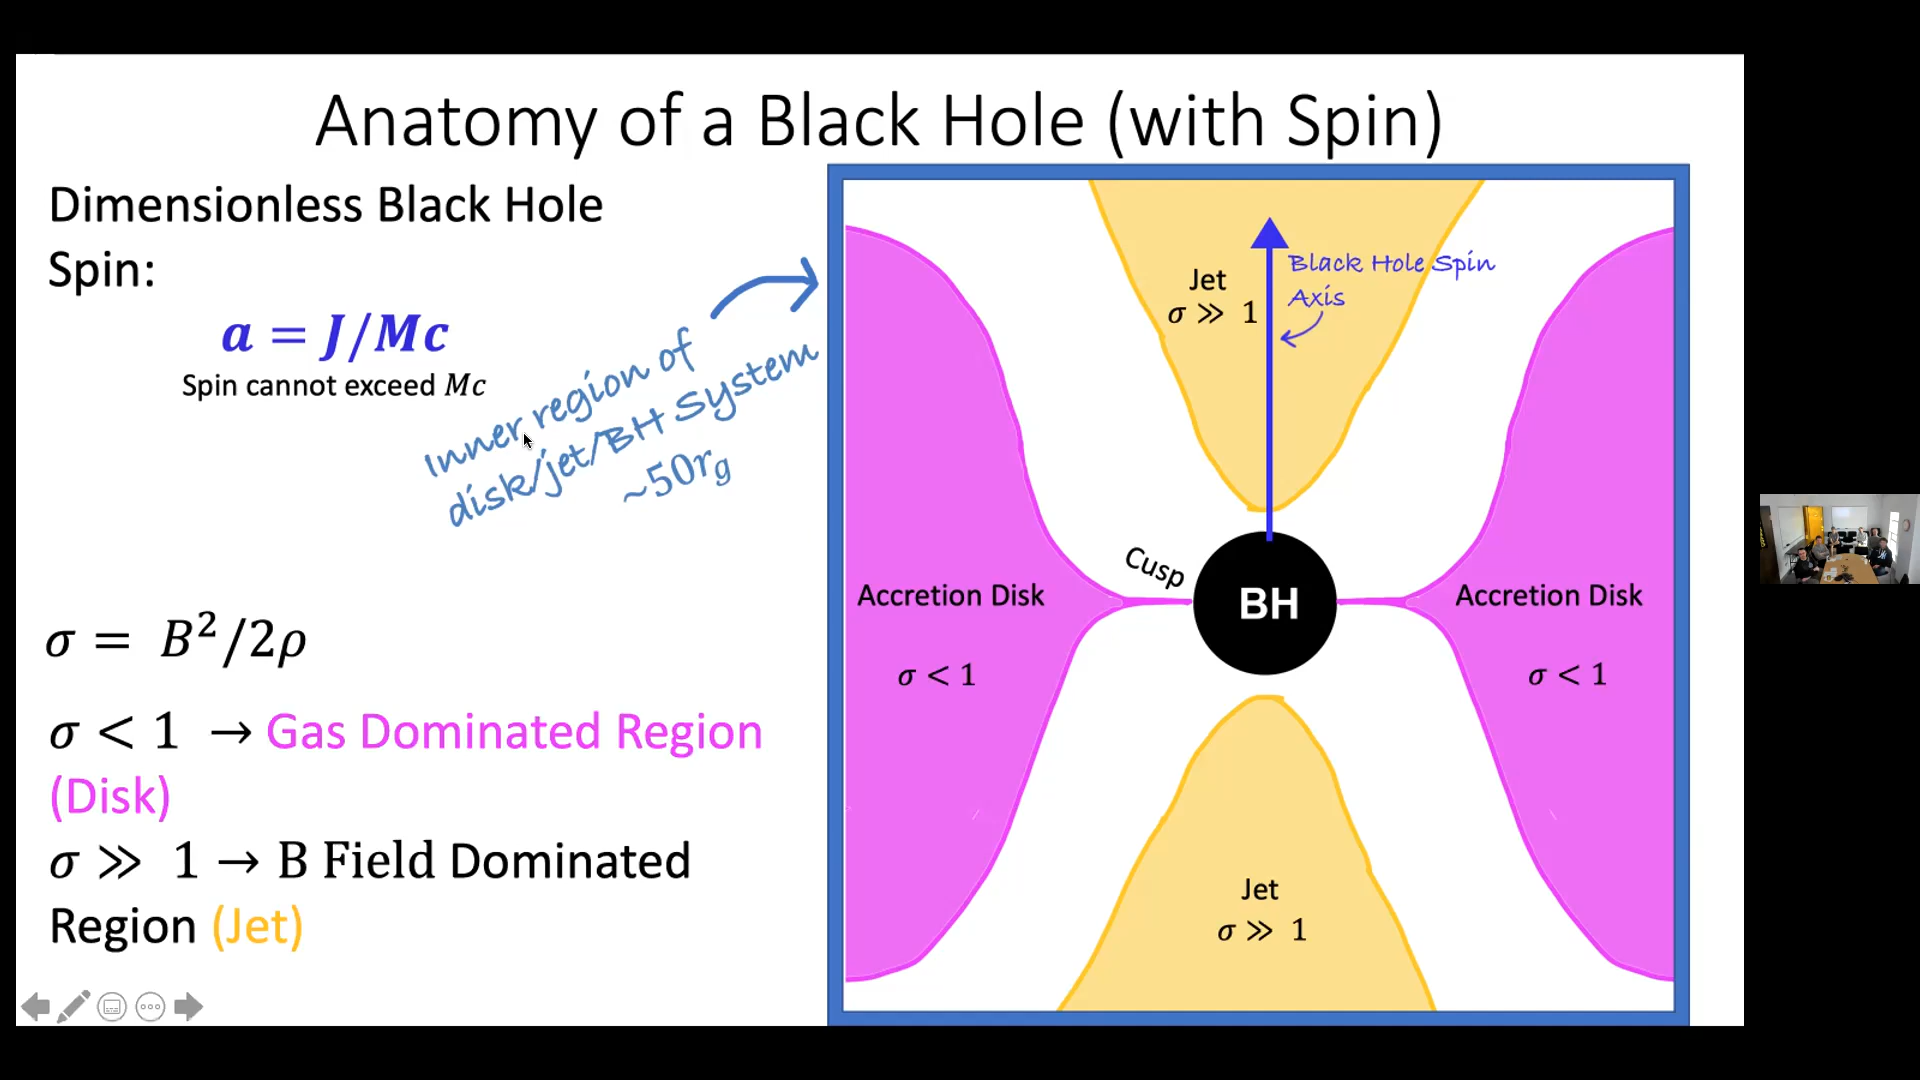 Anatomy of a Black Hole (with Spin)
Dimensionless Black Hole
Spin:
a = J/Mc
Spin cannot exceed Mc
Inner region of
disk/jet/BH System
~50r_g
σ = B²/2ρ
σ < 1 → Gas Dominated Region
(Disk)
σ ≫ 1 → B Field Dominated
Region (Jet)
Jet
σ ≫ 1
Black Hole Spin
Axis
Cusp
BH
Accretion Disk
σ < 1
Accretion Disk
σ < 1
Jet
σ ≫ 1